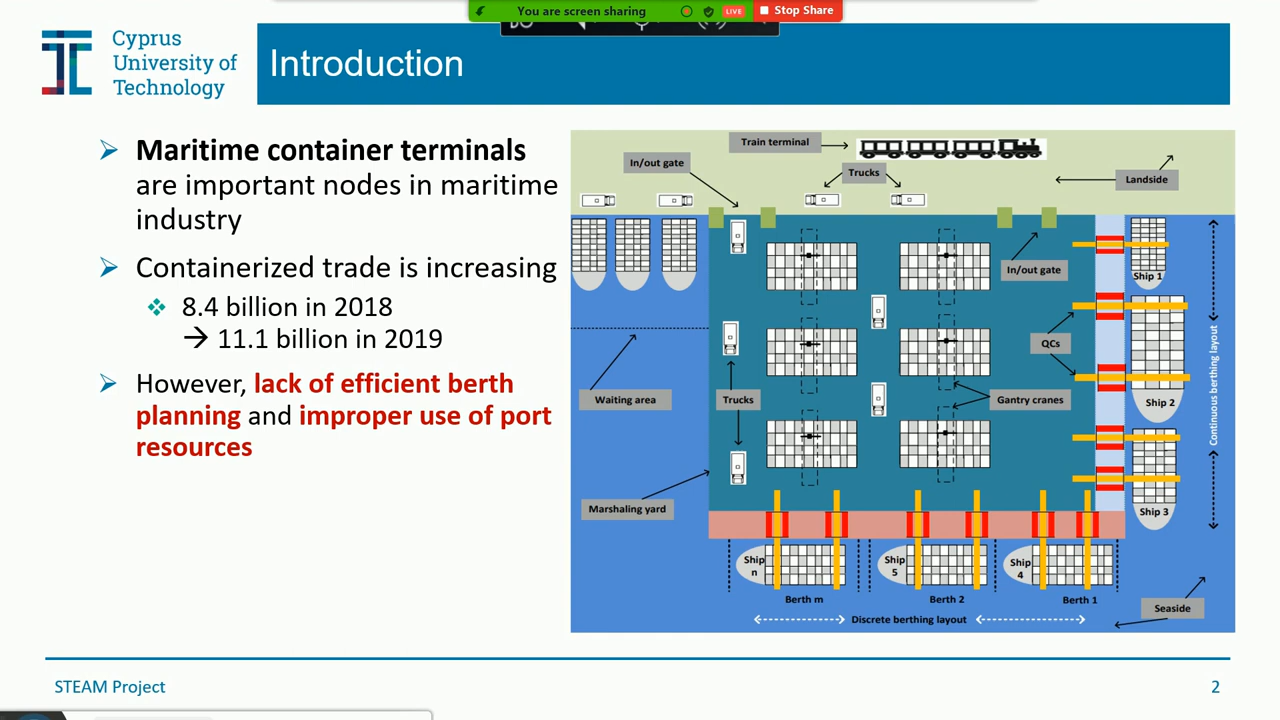 You are screen sharing
LIVE
Stop Share
Cyprus
University of
Technology
Introduction
Maritime container terminals
are important nodes in maritime
industry
Containerized trade is increasing
8.4 billion in 2018
→ 11.1 billion in 2019
However, lack of efficient berth
planning and improper use of port
resources
Train terminal
In/out gate
Trucks
Landside
In/out gate
Ship 1
QCs
Continuous berthing layout
Waiting area
Trucks
Gantry cranes
Ship 2
Marshaling yard
Ship 3
Ship
n
Ship
5
Ship
4
Berth m
Berth 2
Berth 1
Seaside
Discrete berthing layout
STEAM Project
2